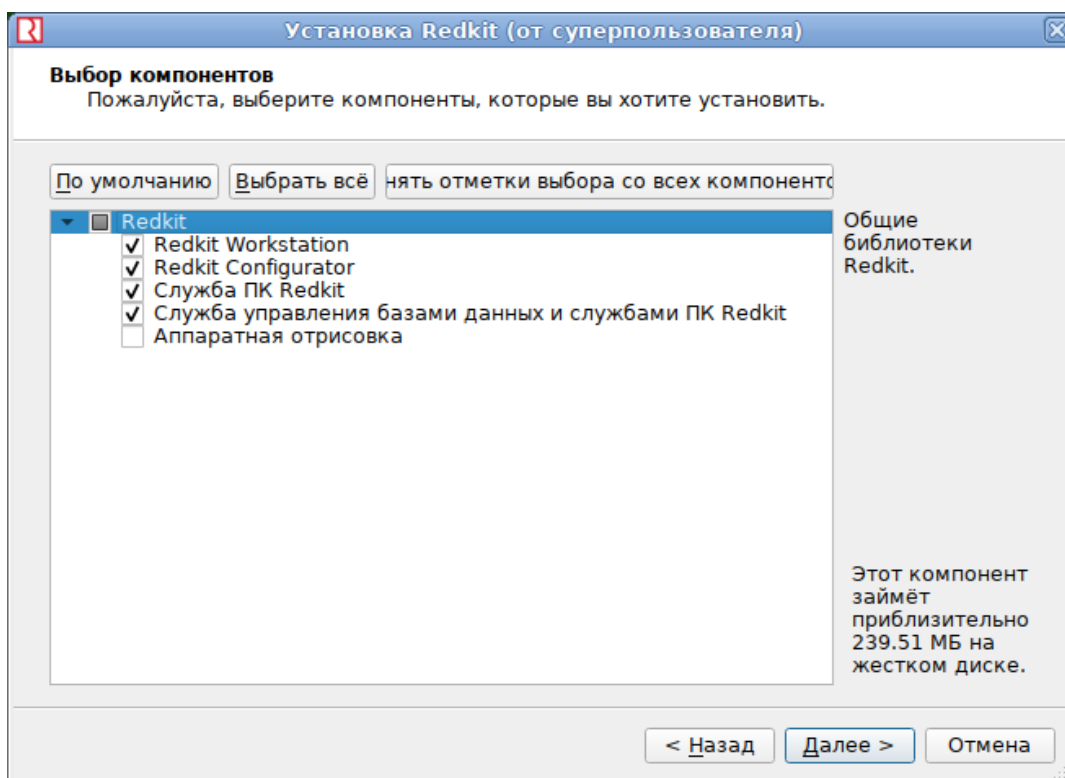 Установка Redkit (от суперпользователя)
Выбор компонентов
Пожалуйста, выберите компоненты, которые вы хотите установить.
По умолчанию
Выбрать всё
нять отметки выбора со всех компоненто
Redkit
Redkit Workstation
Redkit Configurator
Служба ПК Redkit
Служба управления базами данных и службами ПК Redkit
Аппаратная отрисовка
Общие
библиотеки
Redkit.
Этот компонент
займёт
приблизительно
239.51 МБ на
жестком диске.
< Назад
Далее >
Отмена